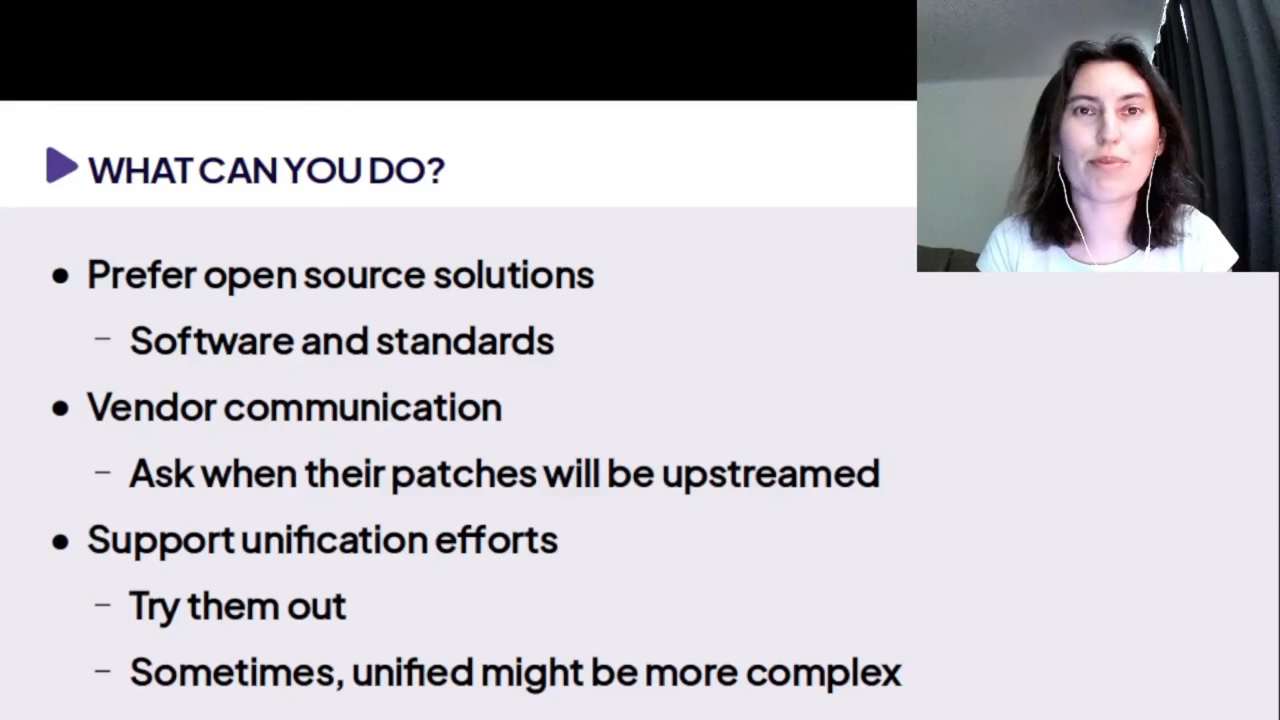 WHAT CAN YOU DO?
● Prefer open source solutions
– Software and standards
● Vendor communication
– Ask when their patches will be upstreamed
● Support unification efforts
– Try them out
– Sometimes, unified might be more complex